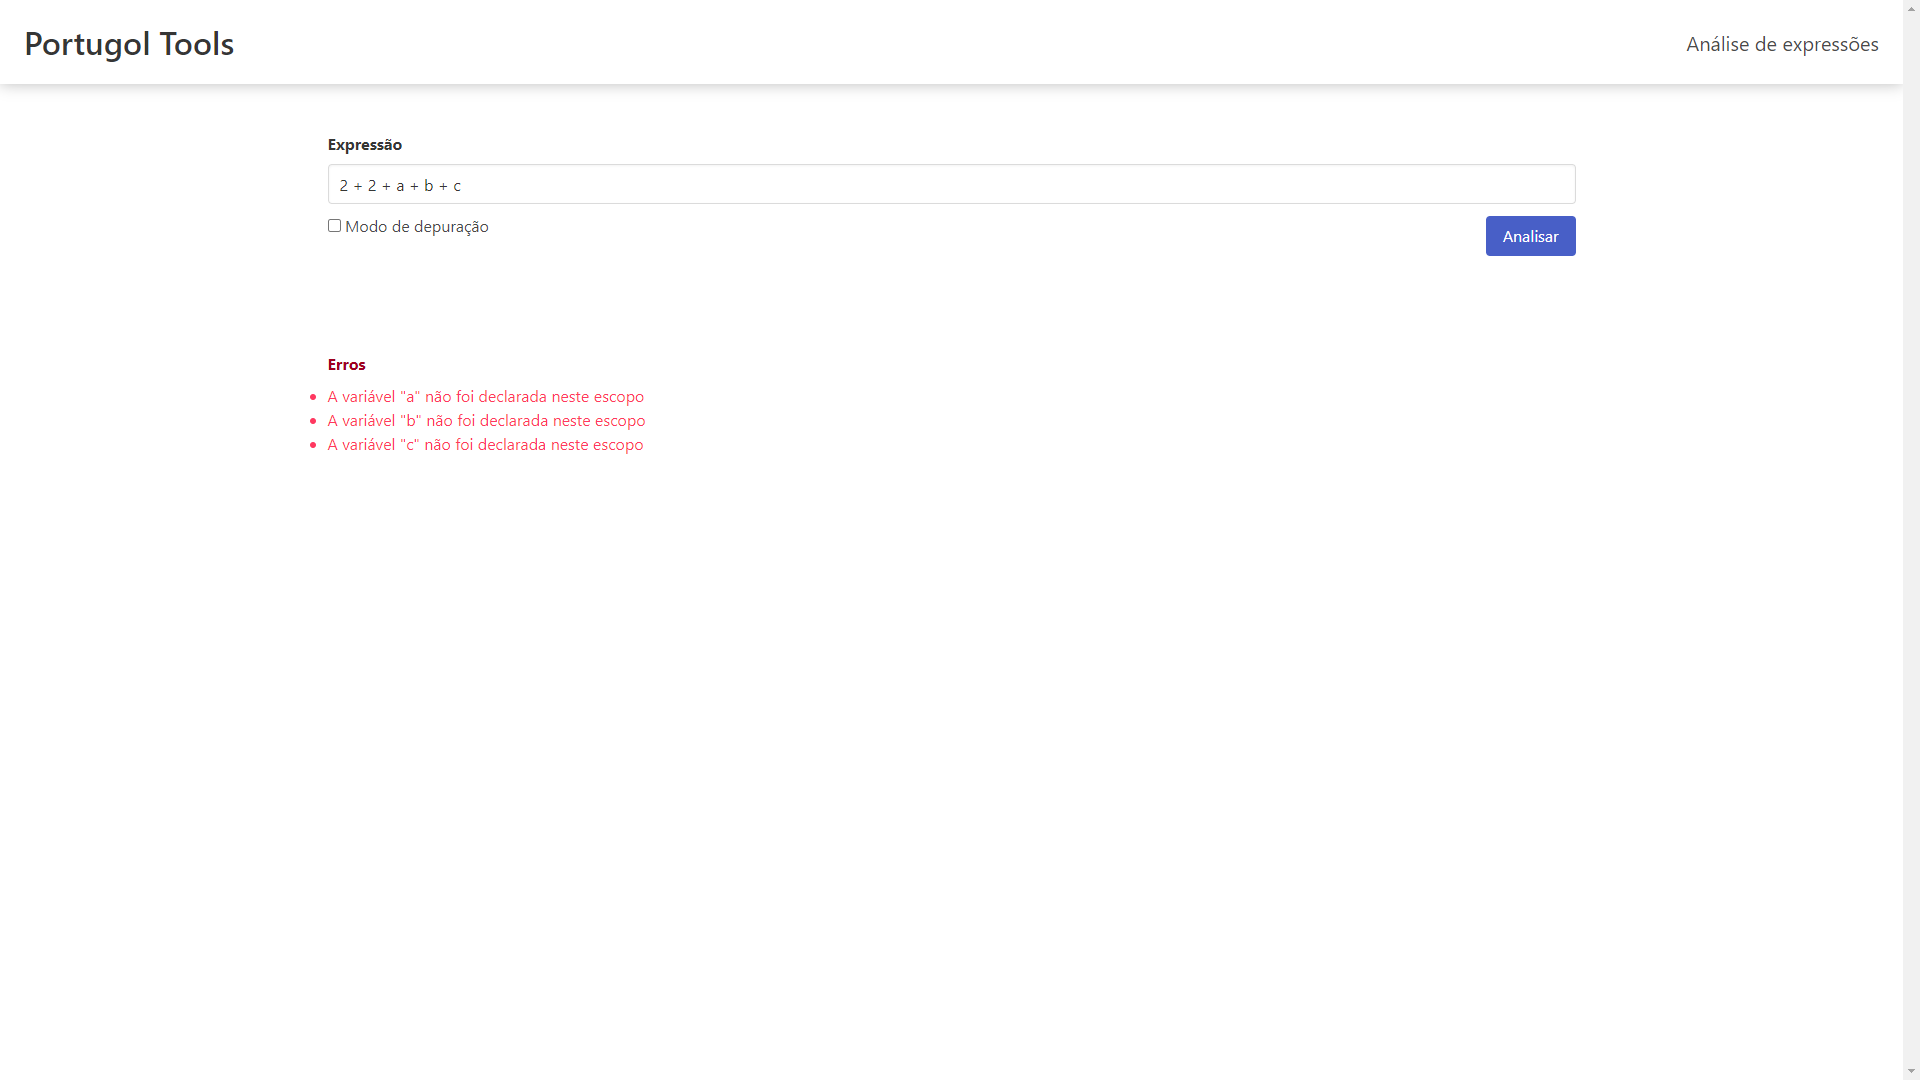 Portugol Tools
Análise de expressões
Expressão
2 + 2 + a + b + c
Modo de depuração
Analisar
Erros
A variável "a" não foi declarada neste escopo
A variável "b" não foi declarada neste escopo
A variável "c" não foi declarada neste escopo